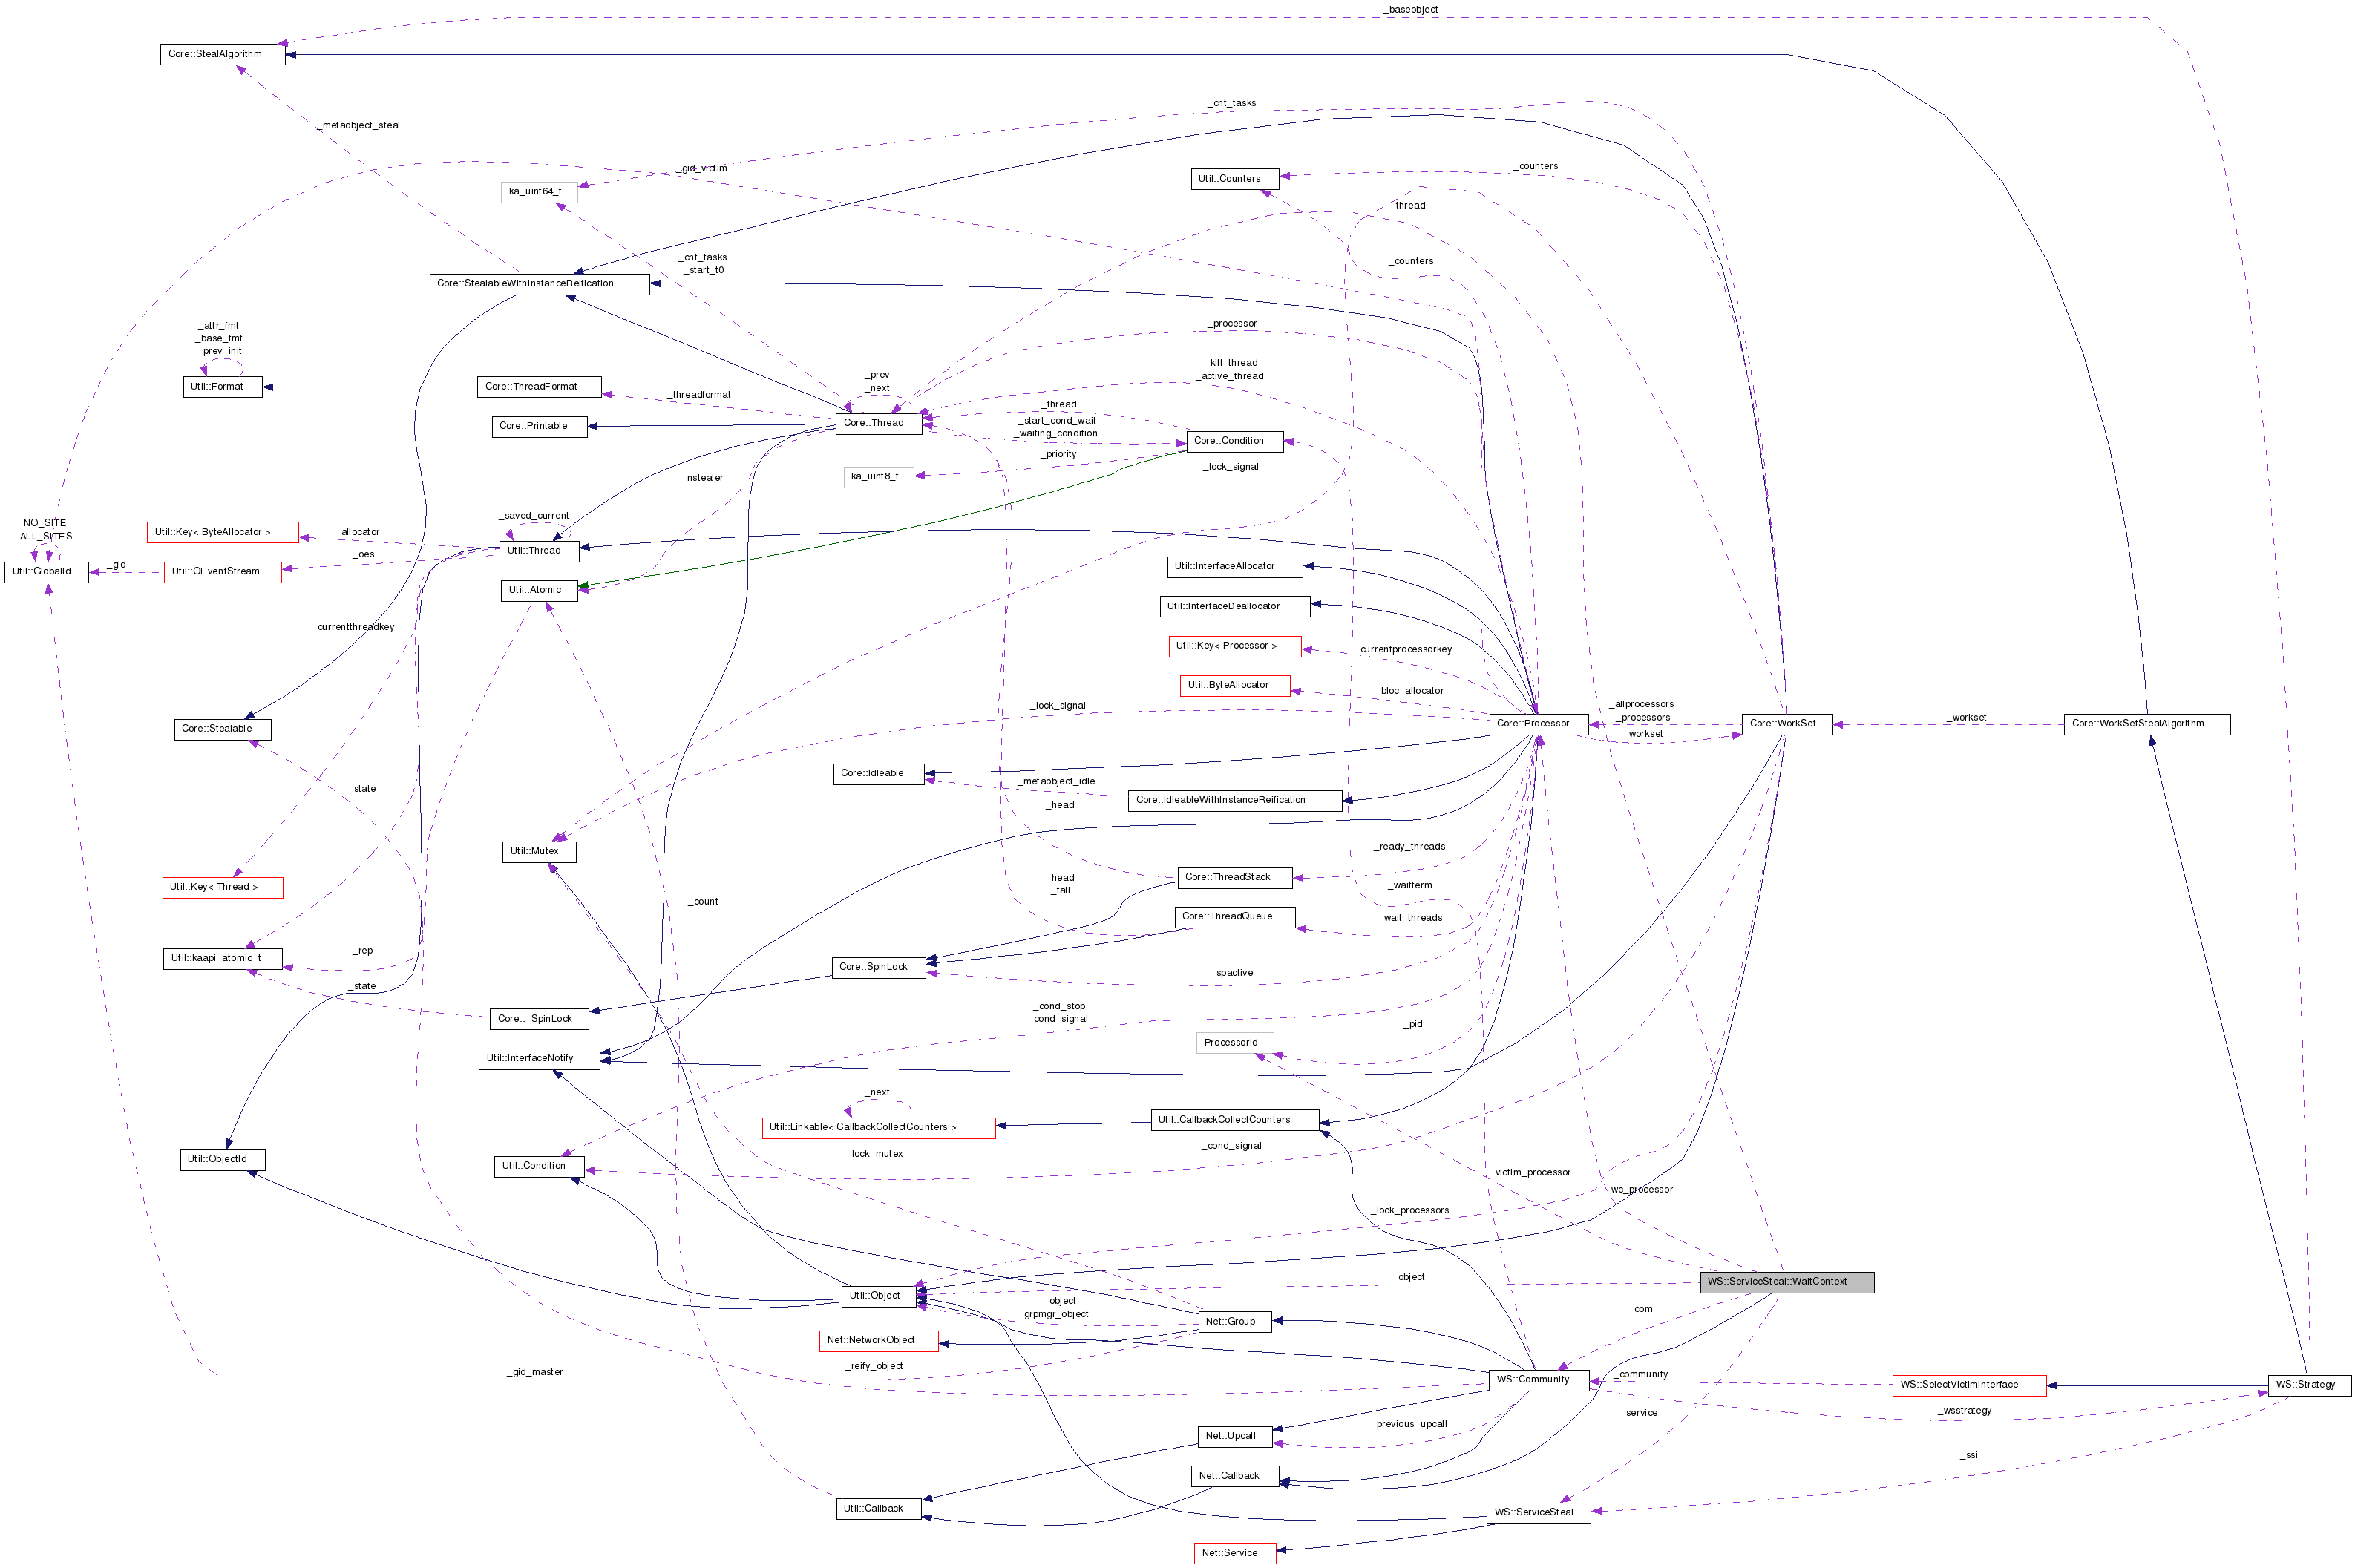 _baseobject
Core::StealAlgorithm
_cnt_tasks
_metaobject_steal
_gid_victim
_counters
Util::Counters
ka_uint64_t
thread
_cnt_tasks
_start_t0
_counters
Core::StealableWithInstanceReification
_attr_fmt
_base_fmt
_prev_init
_processor
_kill_thread
_active_thread
Util::Format
Core::ThreadFormat
_prev
_next
_threadformat
_thread
Core::Printable
Core::Thread
_start_cond_wait
_waiting_condition
Core::Condition
_priority
_lock_signal
ka_uint8_t
_nstealer
NO_SITE
ALL_SITES
_saved_current
Util::Key< ByteAllocator >
allocator
Util::Thread
_oes
Util::GlobalId
_gid
Util::OEventStream
Util::InterfaceAllocator
Util::Atomic
Util::InterfaceDeallocator
currentthreadkey
Util::Key< Processor >
currentprocessorkey
Util::ByteAllocator
_bloc_allocator
_lock_signal
_allprocessors
_processors
Core::Stealable
Core::Processor
_workset
Core::WorkSet
_workset
Core::WorkSetStealAlgorithm
Core::Idleable
_metaobject_idle
_state
Core::IdleableWithInstanceReification
_head
Util::Mutex
_ready_threads
Util::Key< Thread >
_head
_tail
Core::ThreadStack
_waitterm
_count
Core::ThreadQueue
_wait_threads
_rep
Util::kaapi_atomic_t
Core::SpinLock
_spactive
_state
Core::_SpinLock
_cond_stop
_cond_signal
_pid
ProcessorId
Util::InterfaceNotify
_next
Util::Linkable< CallbackCollectCounters >
Util::CallbackCollectCounters
_lock_mutex
_cond_signal
Util::ObjectId
Util::Condition
victim_processor
wc_processor
_lock_processors
object
WS::ServiceSteal::WaitContext
Util::Object
_object
grpmgr_object
com
Net::Group
Net::NetworkObject
_gid_master
_reify_object
WS::Community
_community
WS::SelectVictimInterface
WS::Strategy
_wsstrategy
service
_previous_upcall
Net::Upcall
_ssi
Net::Callback
Util::Callback
WS::ServiceSteal
Net::Service